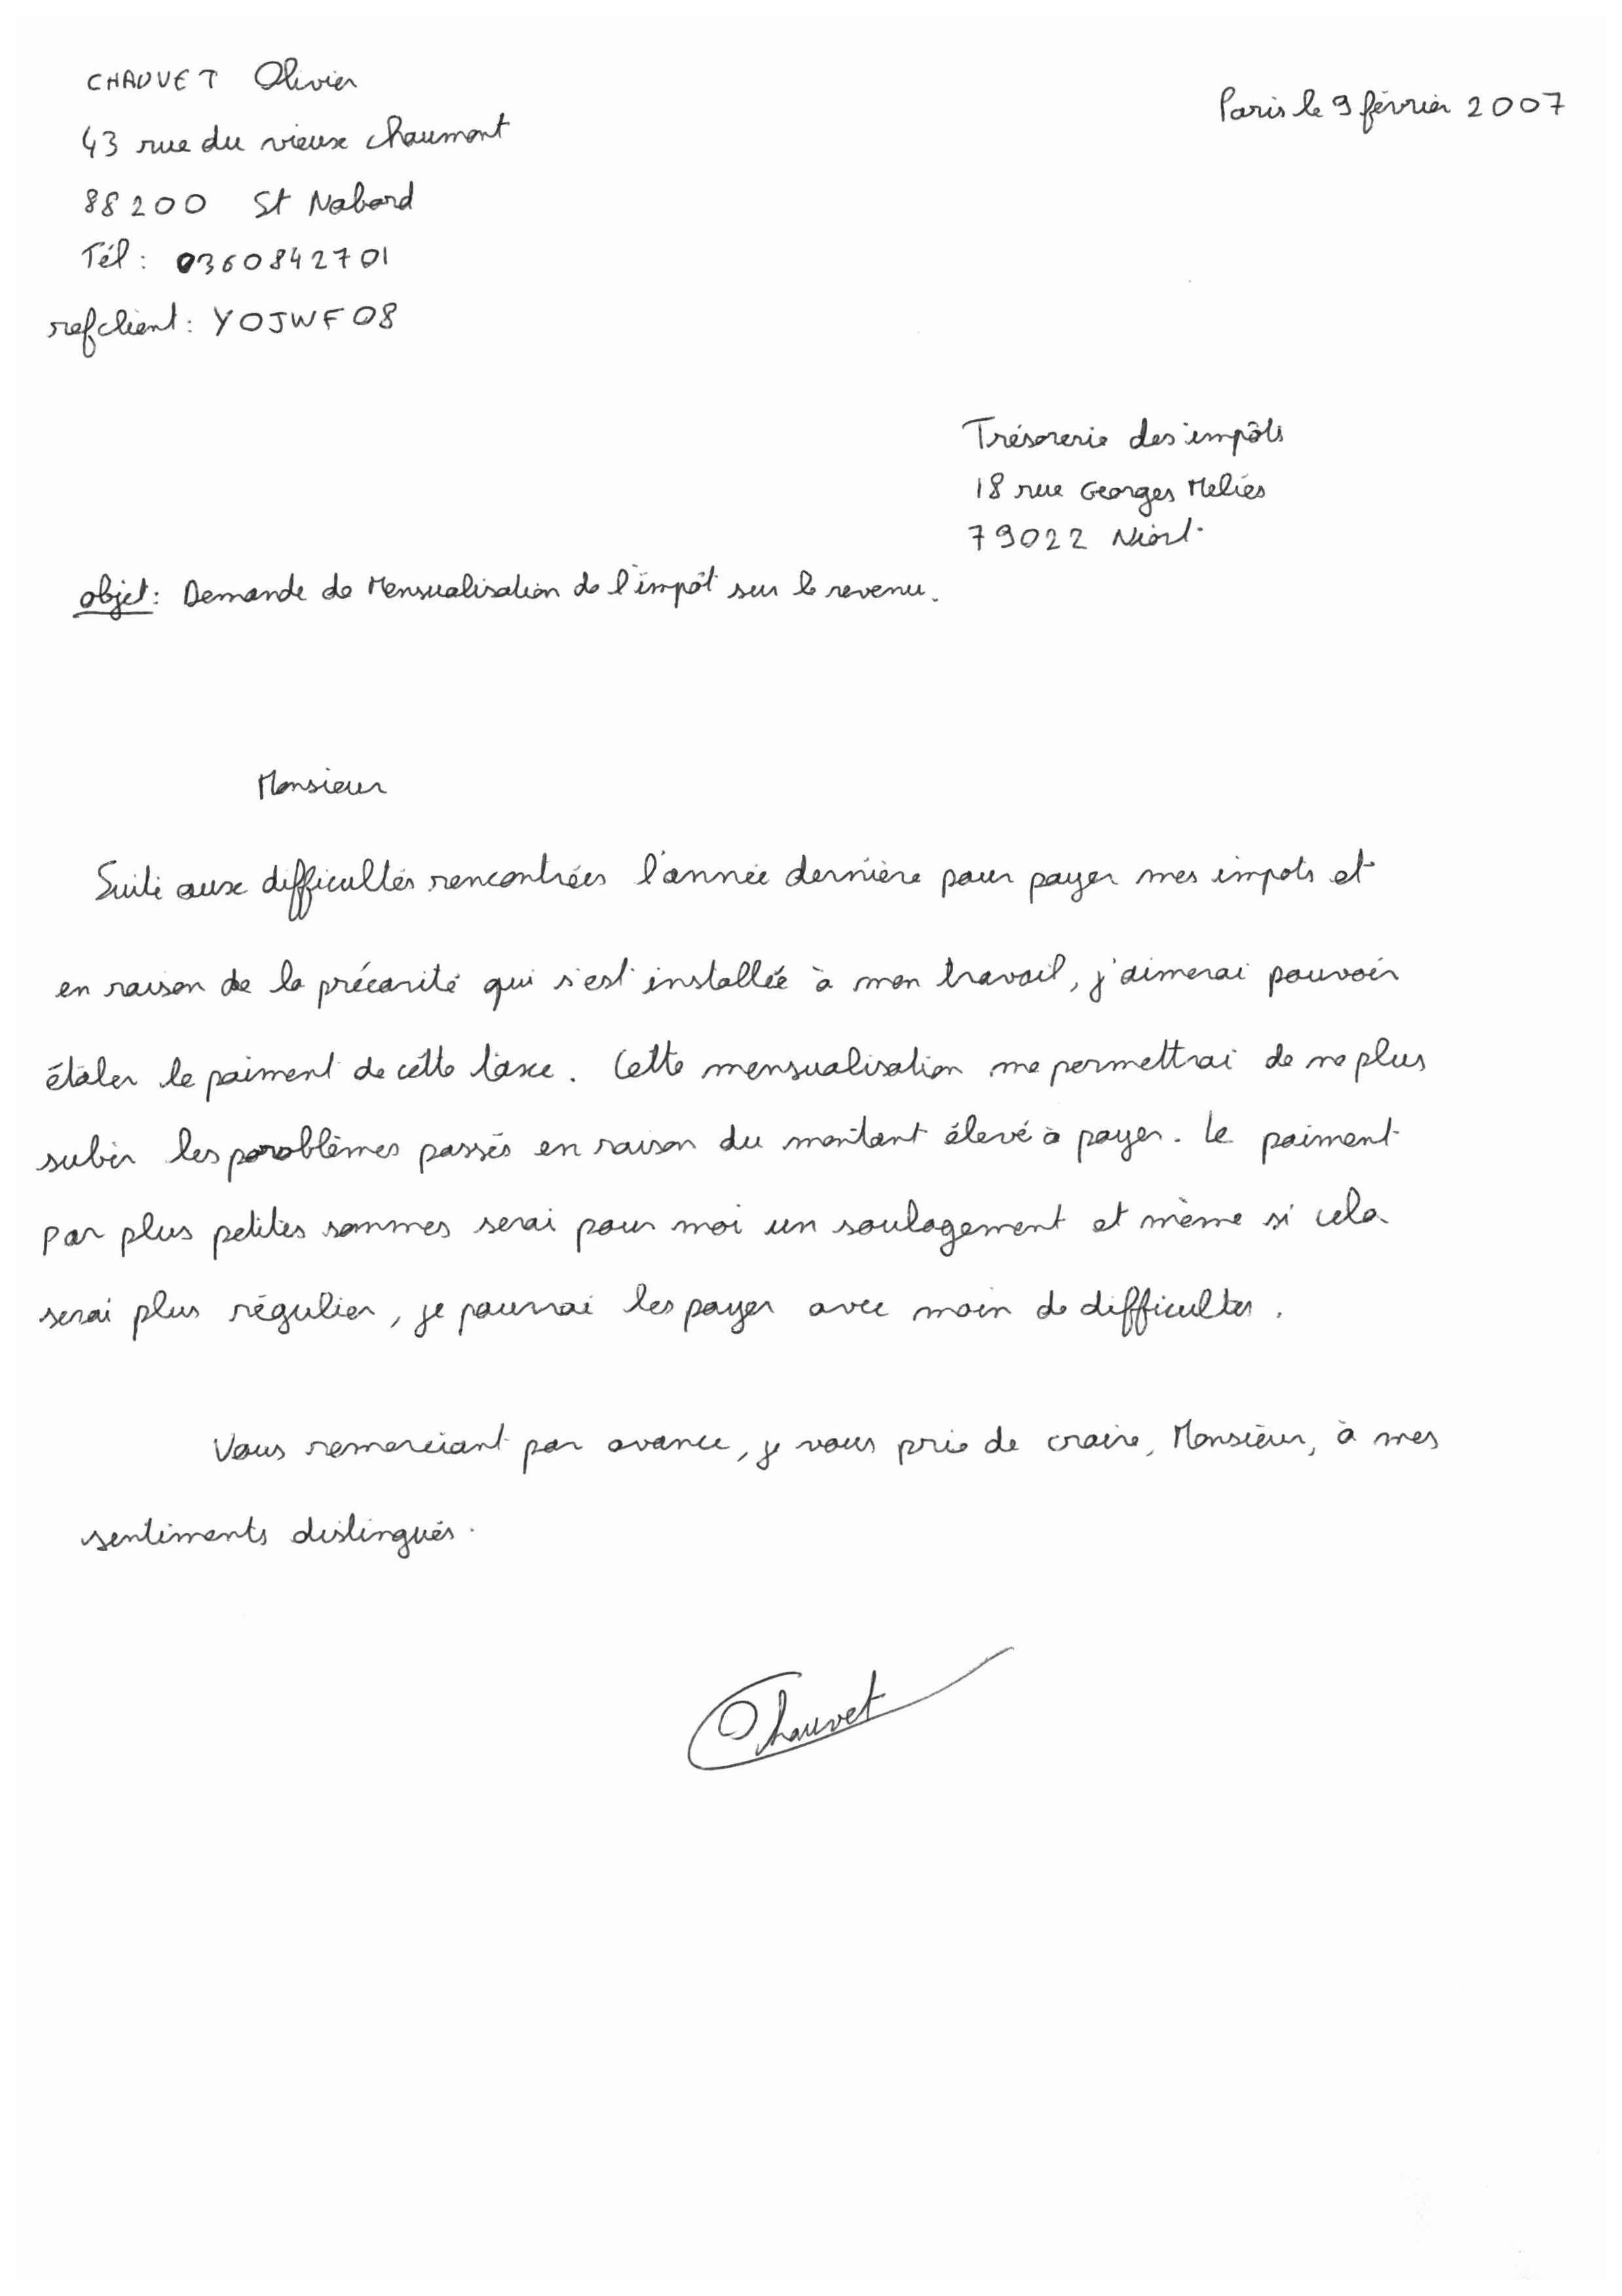 CHAUVET Olivier
Paris le 9 février 2007
43 rue du vieux chaumont
88200 St Nabord
Tél : 0360842701
ref client : YOJWF08
Trésorerie des impôts
18 rue Georges Meliés
79022 Niort
objet : Demande de Mensualisation de l'impôt sur le revenu.
Monsieur
Suite aux difficultés rencontrées l'année dernière pour payer mes impots et
en raison de la précarité qui s'est installée à mon travail, j'aimerai pouvoir
étaler le paiment de cette taxe. Cette mensualisation me permettrai de ne plus
subir les problèmes passés en raison du montant élevé à payer. Le paiment
par plus petites sommes serai pour moi un soulagement et même si cela
serai plus régulier, je pourrai les payer avec moin de difficultes.
Vous remerciant par avance, je vous prie de croire, Monsieur, à mes
sentiments distingués.
Chauvet